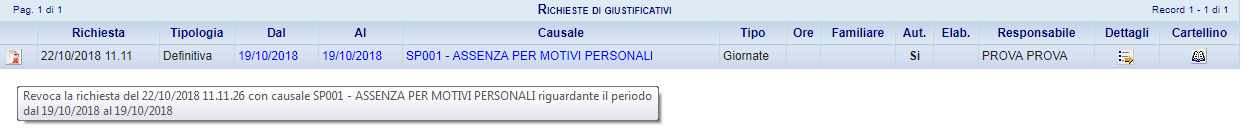 Pag. 1 di 1 RICHIESTE DI GIUSTIFICATIVI Record 1 - 1 di 1
Richiesta Tipologia Dal Al Causale Tipo Ore Familiare Aut. Elab. Responsabile Dettagli Cartellino
22/10/2018 11.11 Definitiva 19/10/2018 19/10/2018 SP001 - ASSENZA PER MOTIVI PERSONALI Giornate Si PROVA PROVA
Revoca la richiesta del 22/10/2018 11.11.26 con causale SP001 - ASSENZA PER MOTIVI PERSONALI riguardante il periodo
dal 19/10/2018 al 19/10/2018